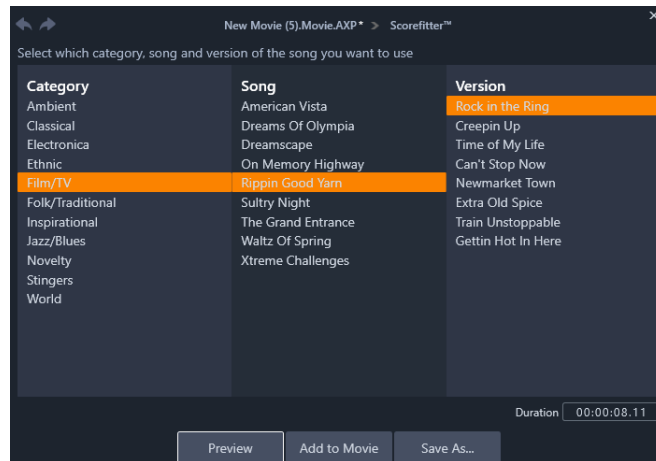 New Movie (5).Movie.AXP* > Scorefitter™
Select which category, song and version of the song you want to use
Category
Ambient
Classical
Electronica
Ethnic
Film/TV
Folk/Traditional
Inspirational
Jazz/Blues
Novelty
Stingers
World
Song
American Vista
Dreams Of Olympia
Dreamscape
On Memory Highway
Rippin Good Yarn
Sultry Night
The Grand Entrance
Waltz Of Spring
Xtreme Challenges
Version
Rock in the Ring
Creepin Up
Time of My Life
Can't Stop Now
Newmarket Town
Extra Old Spice
Train Unstoppable
Gettin Hot In Here
Duration 00:00:08.11
Preview Add to Movie Save As...